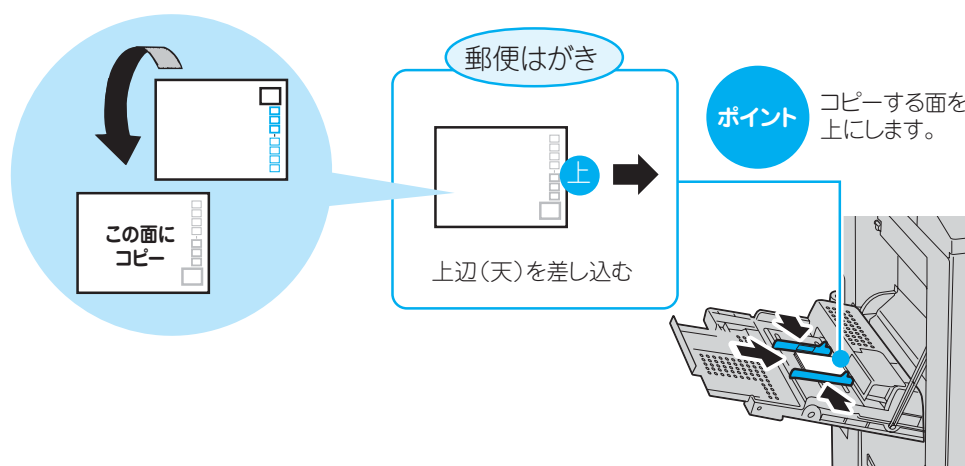 郵便はがき
ポイント
コピーする面を
上にします。
上
この面に
コピー
上辺(天)を差し込む